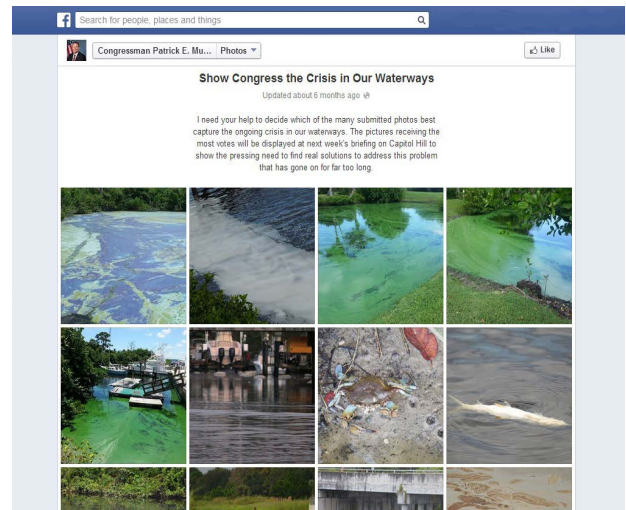 f
Search for people, places and things
Congressman Patrick E. Mu... Photos
Like
Show Congress the Crisis in Our Waterways
Updated about 6 months ago
I need your help to decide which of the many submitted photos best
capture the ongoing crisis in our waterways. The pictures receiving the
most votes will be displayed at next week's briefing on Capitol Hill to
show the pressing need to find real solutions to address this problem
that has gone on for far too long.